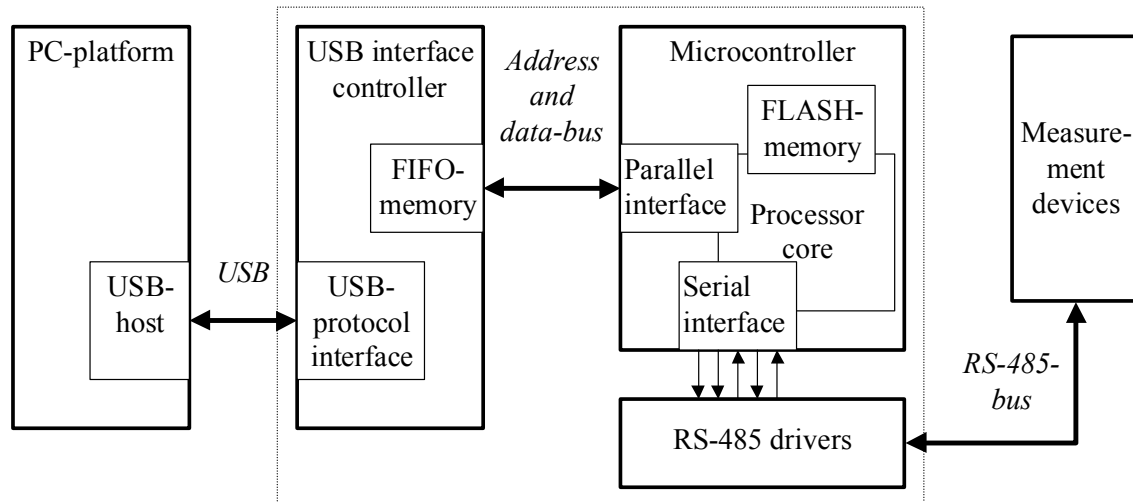 PC-platform
USB-
host
USB
USB interface
controller
FIFO-
memory
USB-
protocol
interface
Address
and
data-bus
Microcontroller
FLASH-
memory
Parallel
interface
Processor
core
Serial
interface
RS-485 drivers
RS-485-
bus
Measure-
ment
devices